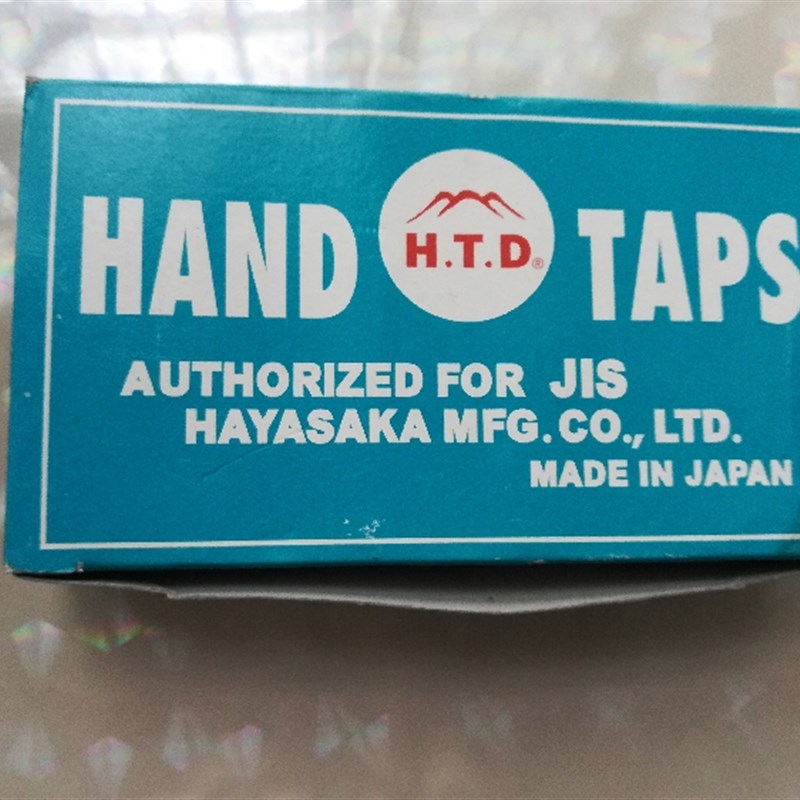 HAND H.T.D.® TAPS
AUTHORIZED FOR JIS
HAYASAKA MFG. CO., LTD.
MADE IN JAPAN